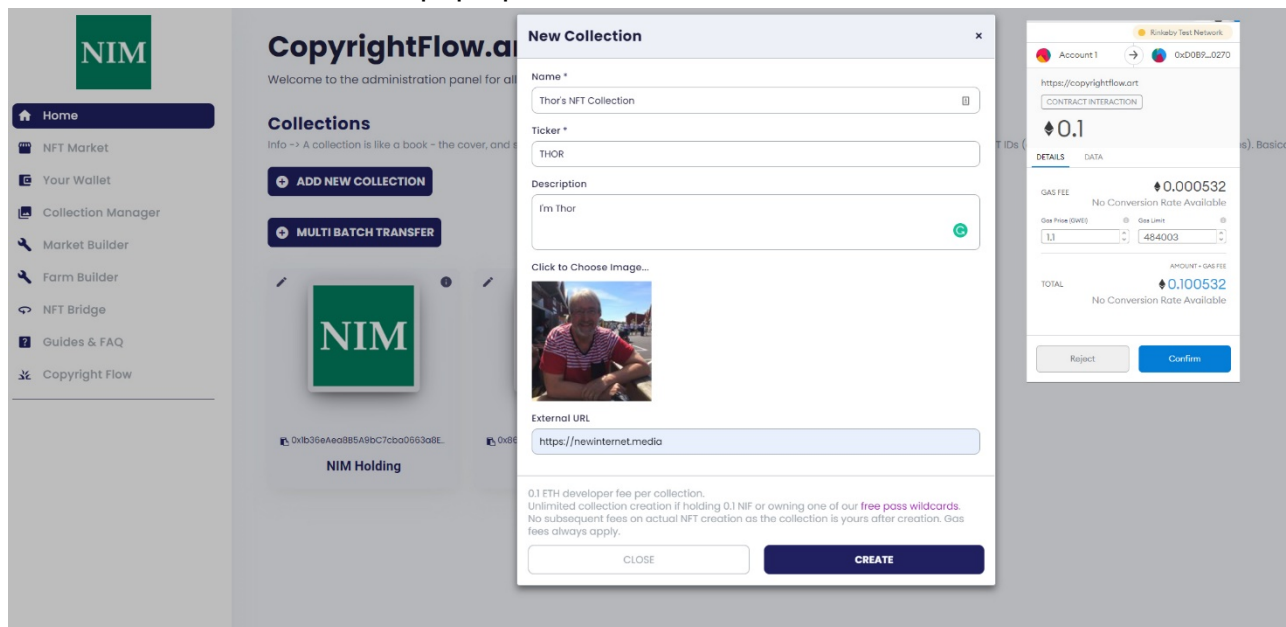 NIM
Home
NFT Market
Your Wallet
Collection Manager
Market Builder
Farm Builder
NFT Bridge
Guides & FAQ
Copyright Flow
CopyrightFlow.ar
Welcome to the administration panel for all
Collections
Info -> A collection is like a book - the cover, and s
T IDs (
s). Basica
ADD NEW COLLECTION
MULTI BATCH TRANSFER
NIM
NIM Holding
New Collection
×
Name *
Thor's NFT Collection
Ticker *
THOR
Description
I'm Thor
Click to Choose Image...
External URL
https://newinternet.media
0.1 ETH developer fee per collection.
Unlimited collection creation if holding 0.1 NIF or owning one of our free pass wildcards.
No subsequent fees on actual NFT creation as the collection is yours after creation. Gas
fees always apply.
CLOSE
CREATE
Rinkeby Test Network
Account 1
0xD0B9...0270
https://copyrightflow.art
CONTRACT INTERACTION
0.1
DETAILS DATA
GAS FEE
0.000532
No Conversion Rate Available
Gas Price (GWEI) Gas Limit
1.1 484003
AMOUNT + GAS FEE
TOTAL
0.100532
No Conversion Rate Available
Reject Confirm